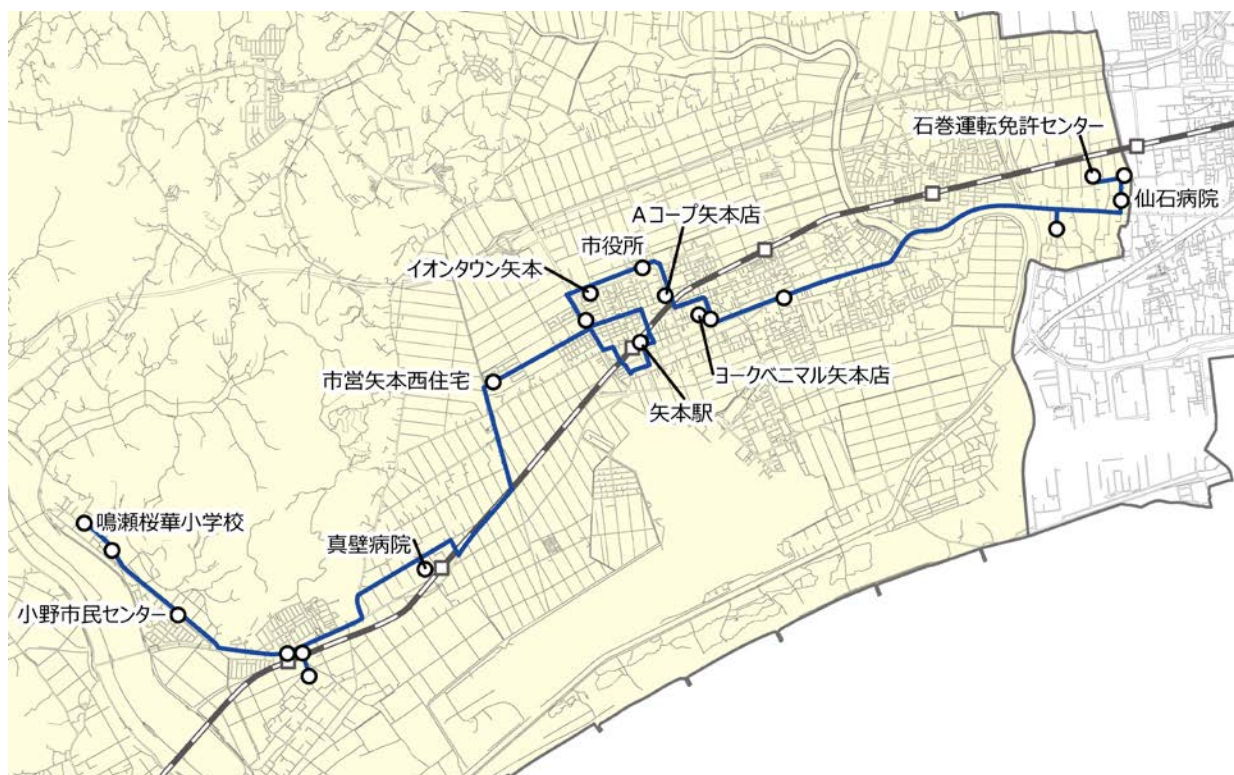 石巻運転免許センター
仙石病院
Aコープ矢本店
市役所
イオンタウン矢本
市営矢本西住宅
ヨークベニマル矢本店
矢本駅
鳴瀬桜華小学校
真壁病院
小野市民センター